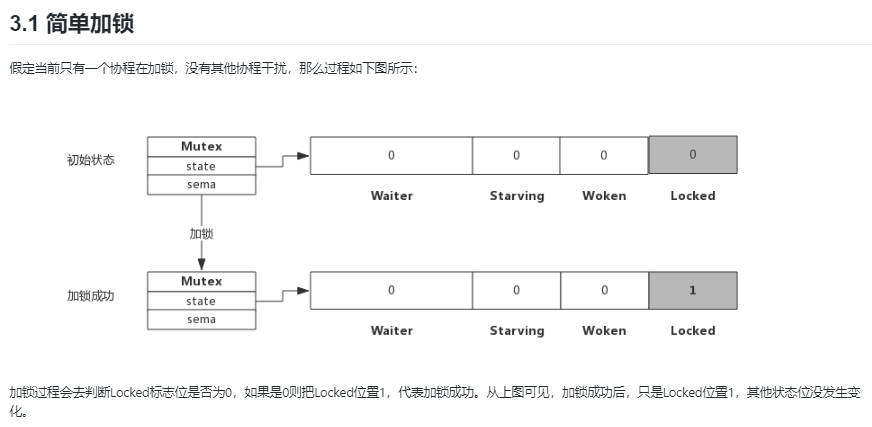 3.1 简单加锁
假定当前只有一个协程在加锁，没有其他协程干扰，那么过程如下图所示：
初始状态
Mutex
state
sema
0
0
0
0
Waiter
Starving
Woken
Locked
加锁
加锁成功
Mutex
state
sema
0
0
0
1
Waiter
Starving
Woken
Locked
加锁过程会去判断Locked标志位是否为0，如果是0则把Locked位置1，代表加锁成功。从上图可见，加锁成功后，只是Locked位置1，其他状态位没发生变
化。